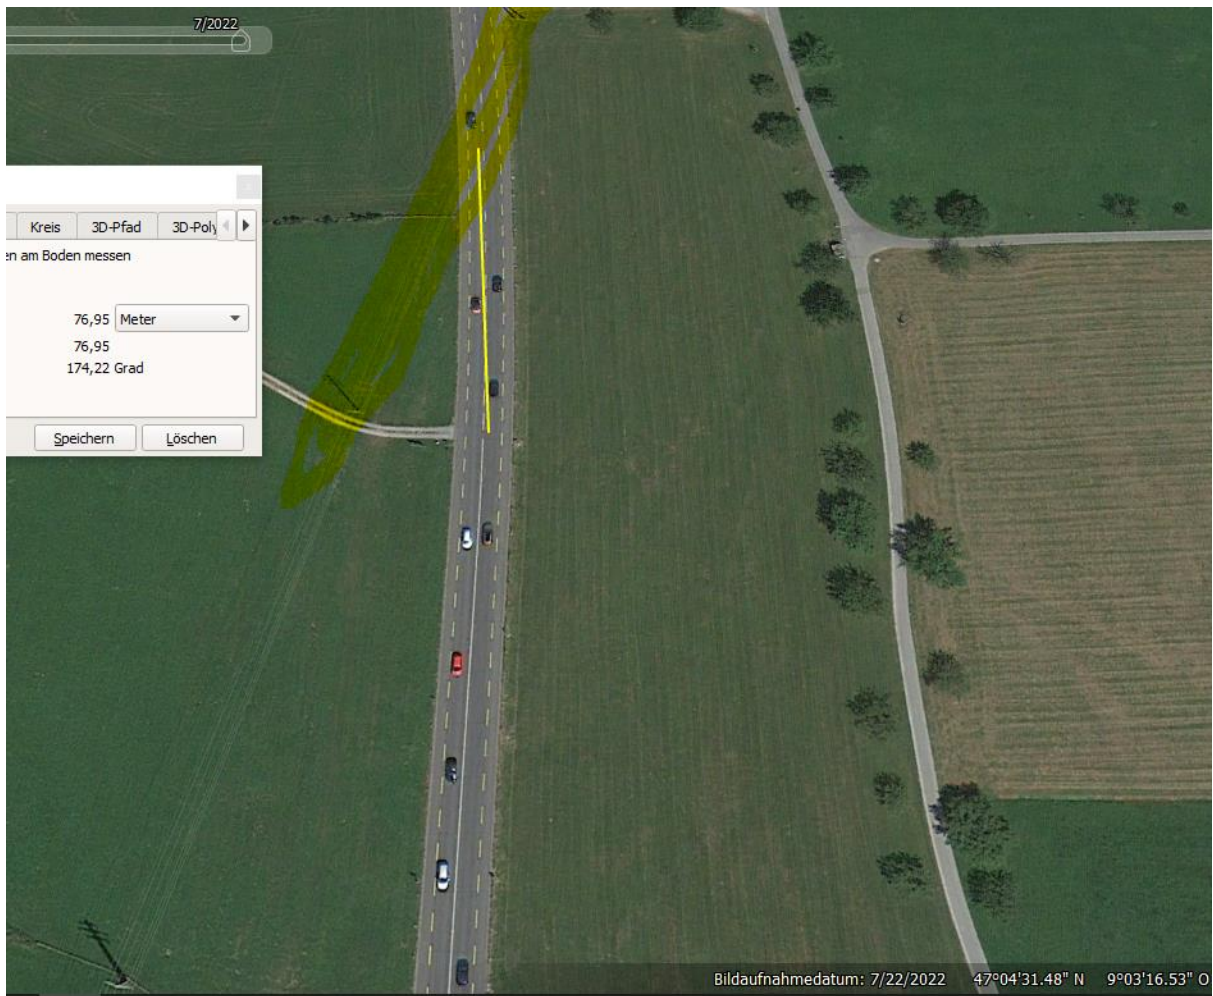 7/2022
Kreis 3D-Pfad 3D-Poly
en am Boden messen
76,95 Meter
76,95
174,22 Grad
Speichern Löschen
Bildaufnahmedatum: 7/22/2022 47°04'31.48" N 9°03'16.53" O